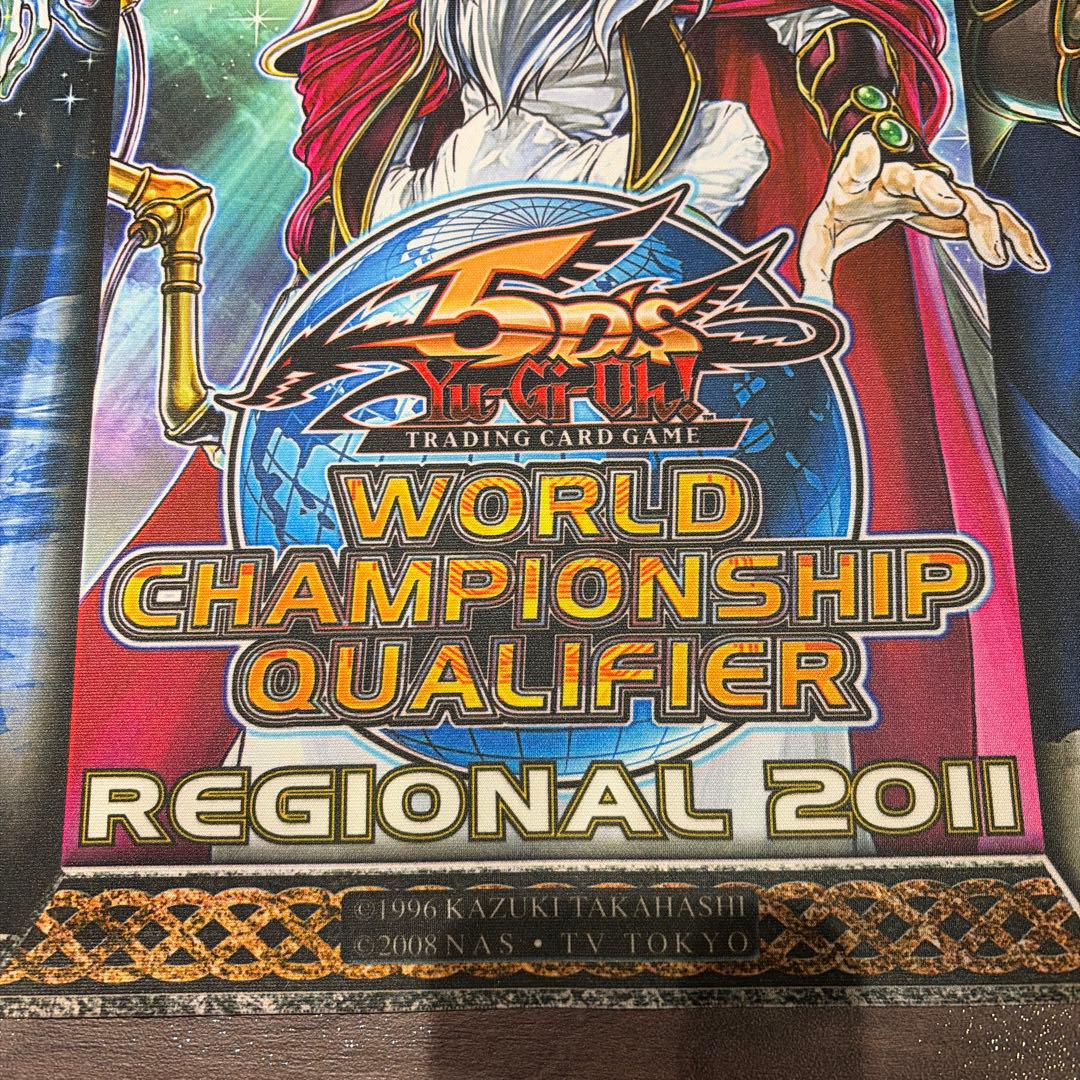 5D's
Yu-Gi-Oh!™
TRADING CARD GAME
WORLD
CHAMPIONSHIP
QUALIFIER
REGIONAL 2011
©1996 KAZUKI TAKAHASHI
©2008 NAS • TV TOKYO